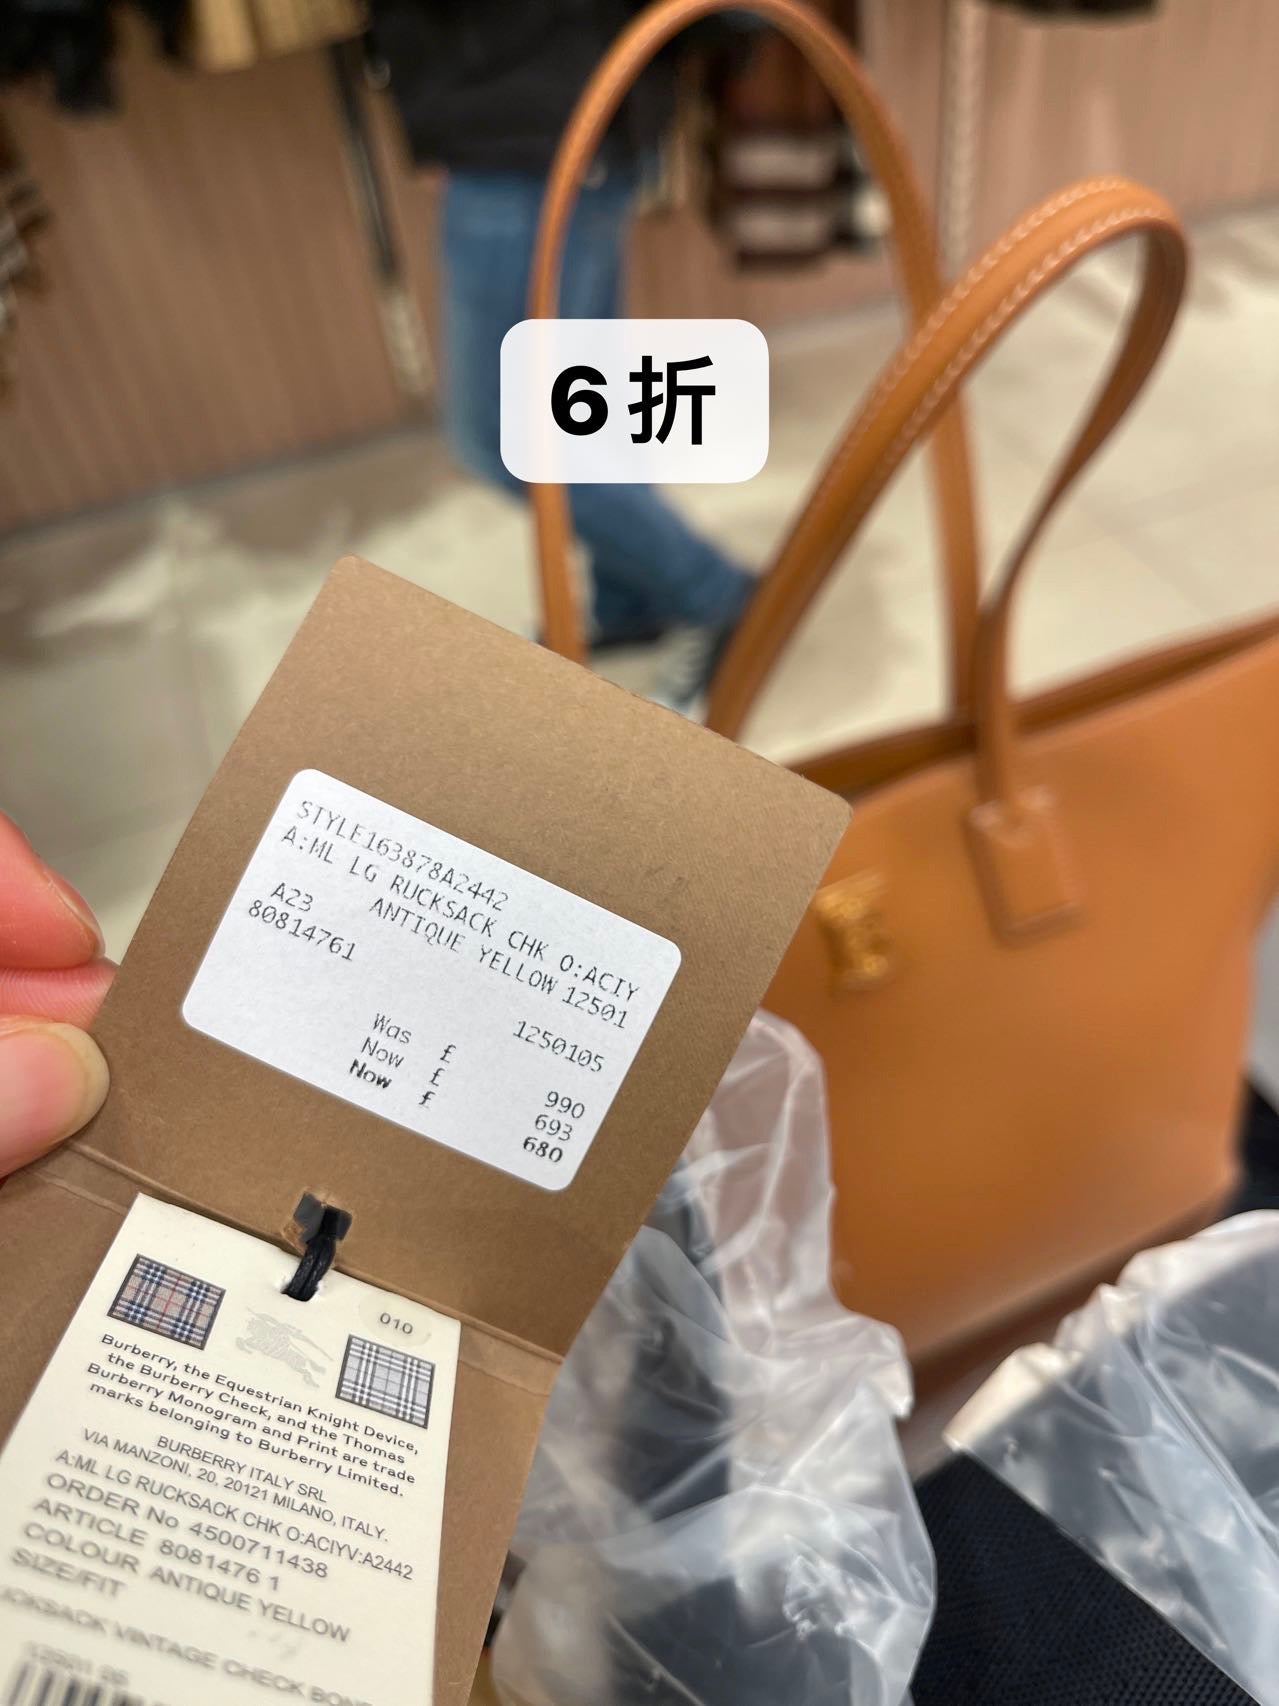 6折
STYLE163878A2442
A:ML LG RUCKSACK CHK O:ACIY
A23 ANTIQUE YELLOW 12501
80814761
1250105
Was £ 990
Now £ 693
Now £ 680
010
Burberry, the Equestrian Knight Device,
the Burberry Check, and the Thomas
Burberry Monogram and Print are trade
marks belonging to Burberry Limited.
BURBERRY ITALY SRL
VIA MANZONI, 20, 20121 MILANO, ITALY.
A:ML LG RUCKSACK CHK O:ACIYV:A2442
ORDER No 4500711438
ARTICLE 8081476 1
COLOUR ANTIQUE YELLOW
SIZE/FIT
VINTAGE CHECK